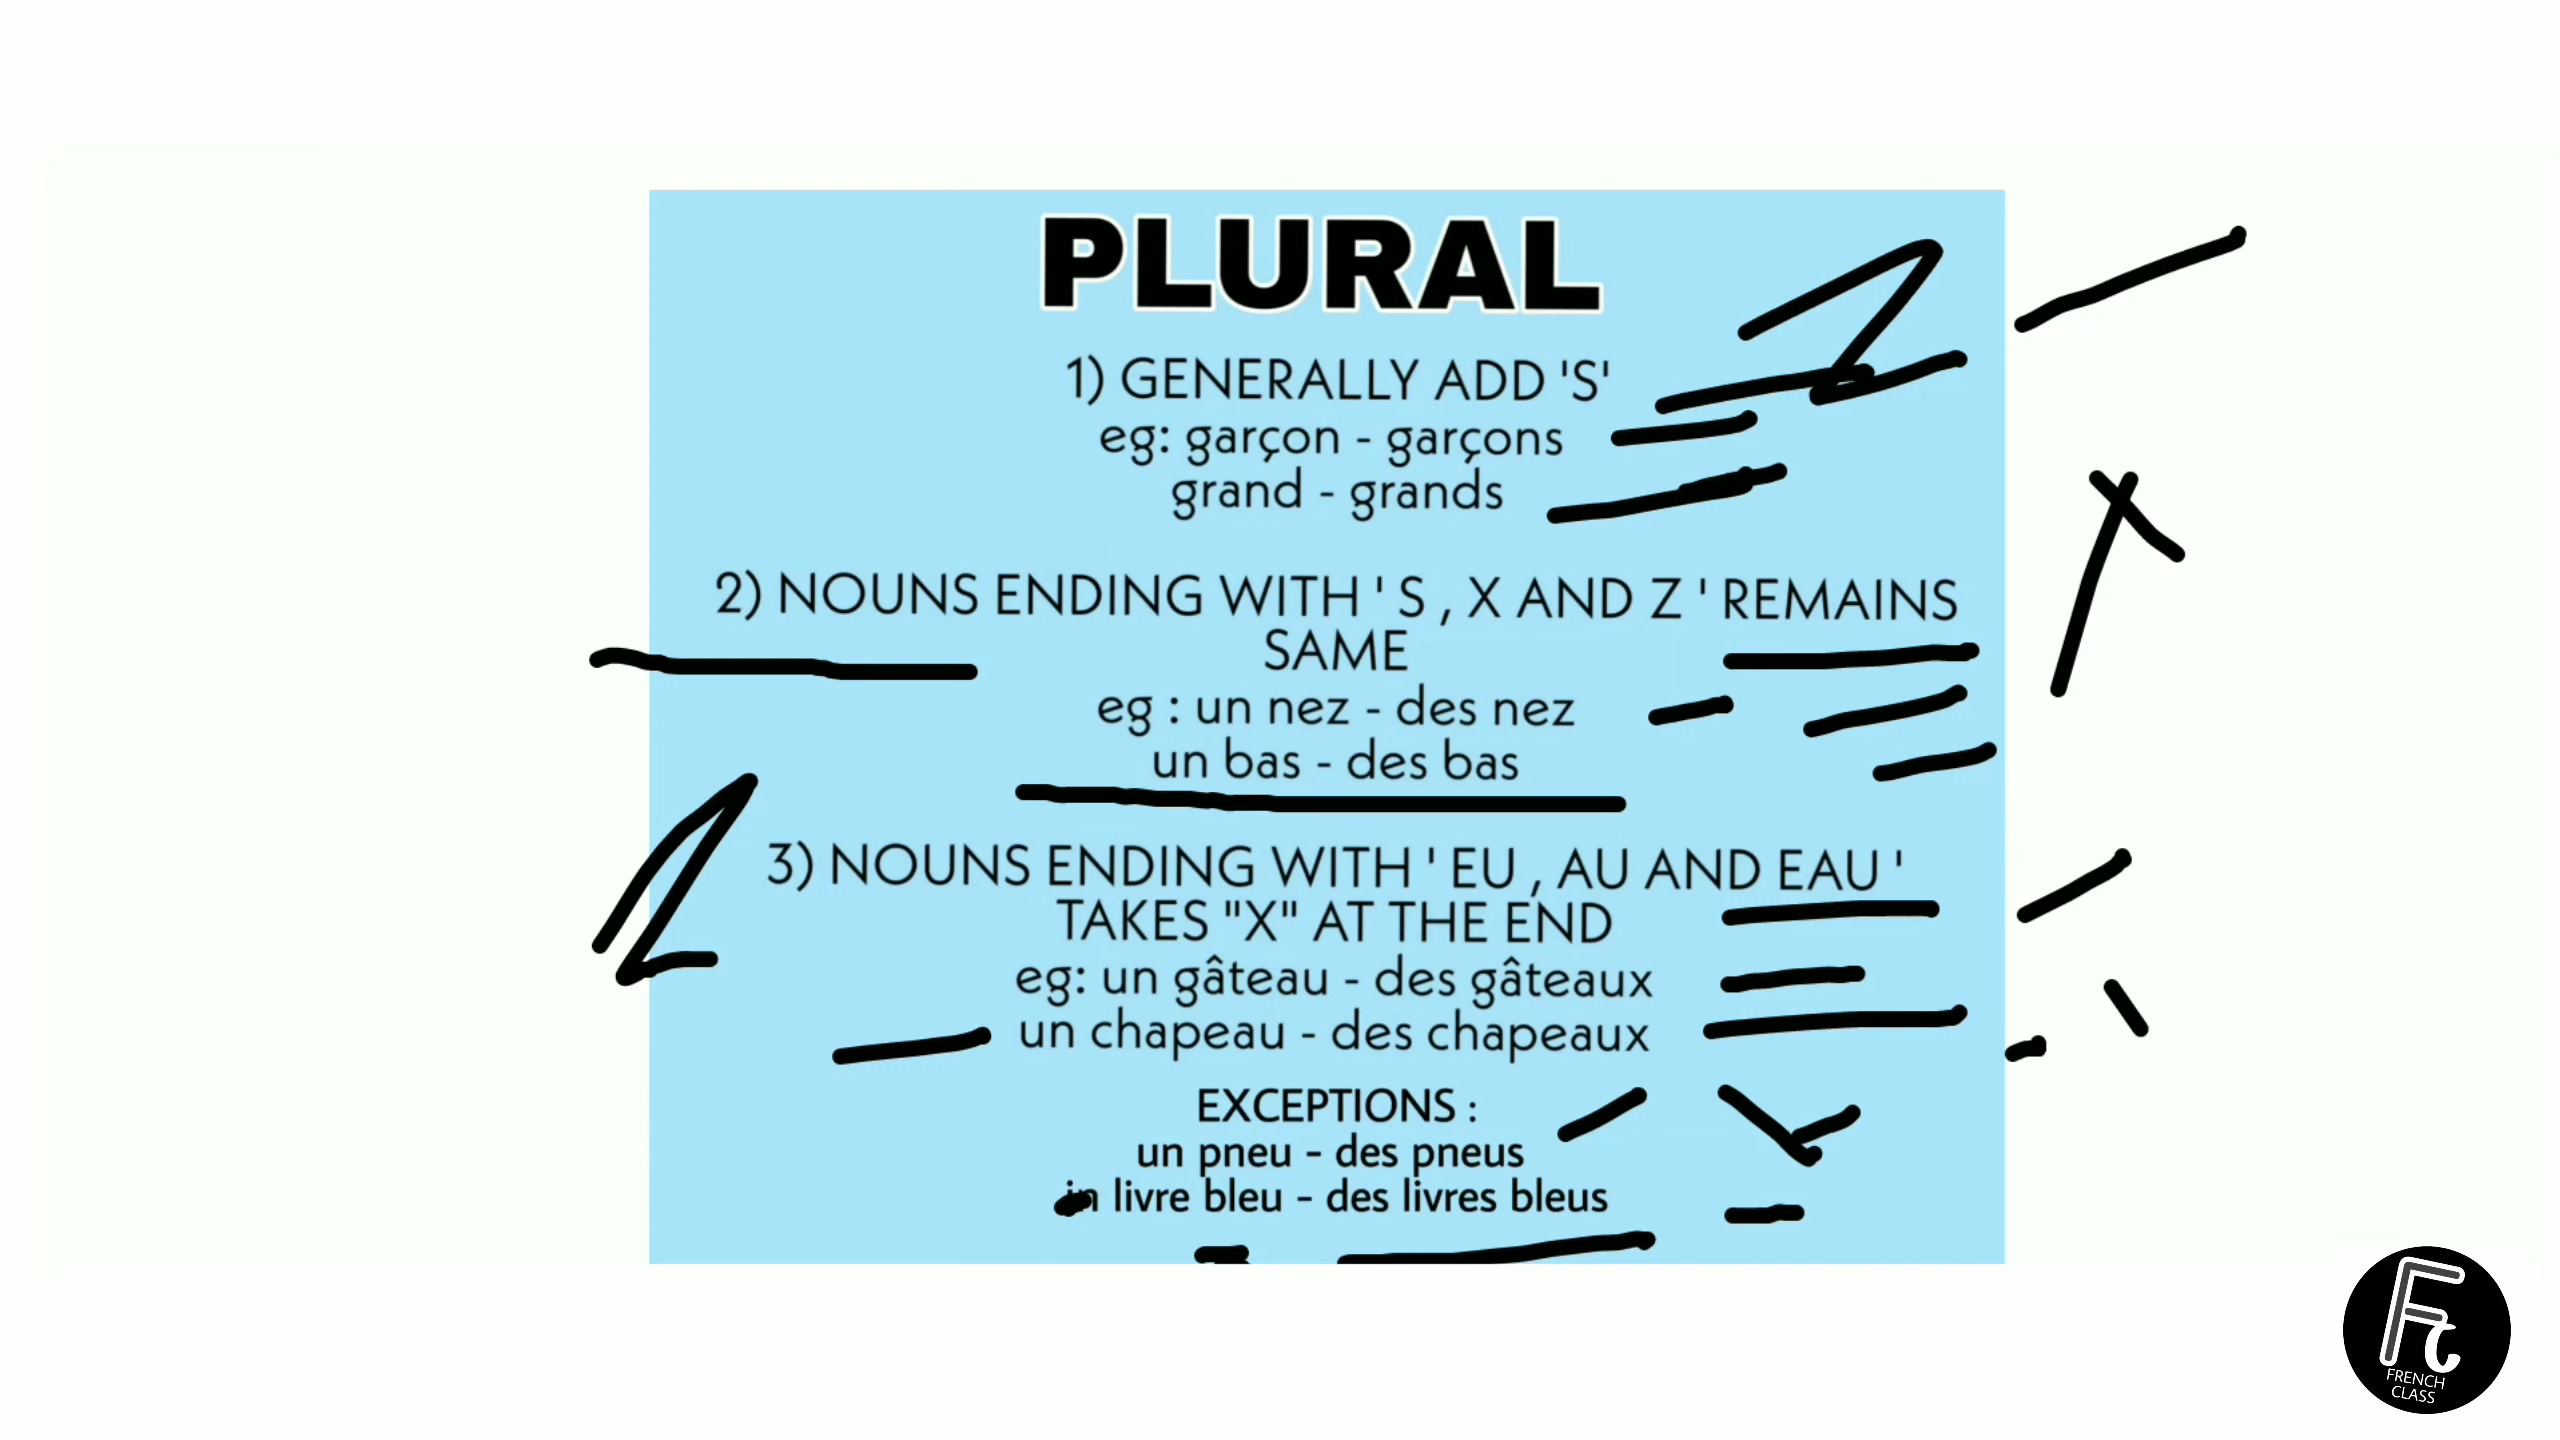 PLURAL
1) GENERALLY ADD 'S'
eg: garçon - garçons
grand - grands
2) NOUNS ENDING WITH ' S , X AND Z ' REMAINS
SAME
eg : un nez - des nez
un bas - des bas
3) NOUNS ENDING WITH ' EU , AU AND EAU '
TAKES "X" AT THE END
eg: un gâteau - des gâteaux
un chapeau - des chapeaux
EXCEPTIONS :
un pneu - des pneus
in livre bleu - des livres bleus
Fc
FRENCH
CLASS